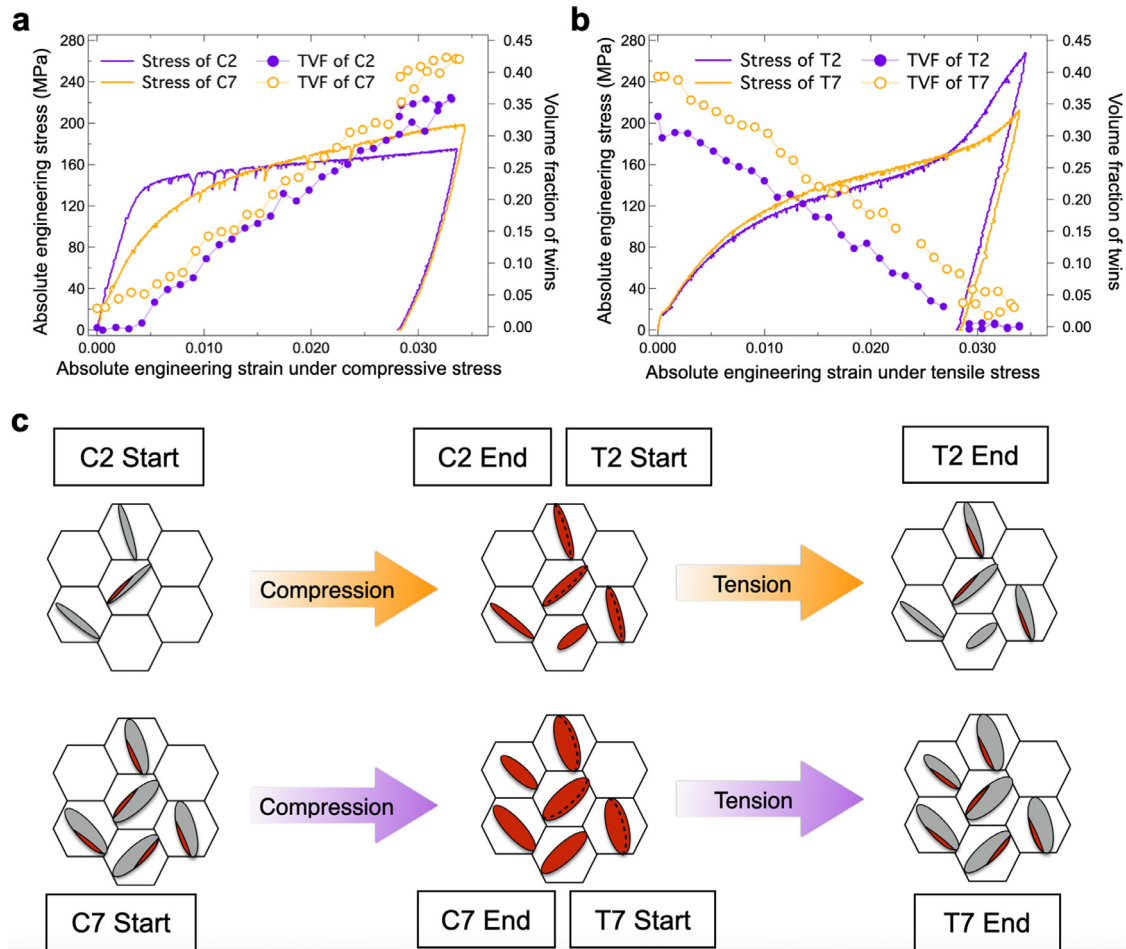 a
280
240
200
160
120
80
40
0
Absolute engineering stress (MPa)
Stress of C2
TVF of C2
Stress of C7
TVF of C7
0.45
0.40
0.35
0.30
0.25
0.20
0.15
0.10
0.05
0.00
Volume fraction of twins
0.000
0.010
0.020
0.030
Absolute engineering strain under compressive stress
b
280
240
200
160
120
80
40
0
Absolute engineering stress (MPa)
Stress of T2
TVF of T2
Stress of T7
TVF of T7
0.45
0.40
0.35
0.30
0.25
0.20
0.15
0.10
0.05
0.00
Volume fraction of twins
0.000
0.010
0.020
0.030
Absolute engineering strain under tensile stress
c
C2 Start
C2 End
T2 Start
T2 End
Compression
Tension
Compression
Tension
C7 Start
C7 End
T7 Start
T7 End